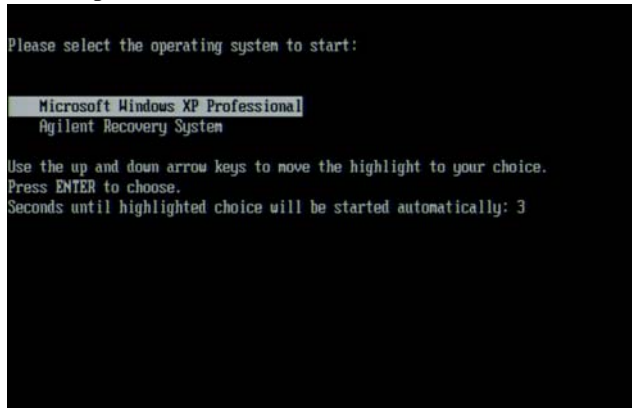 Please select the operating system to start:
Microsoft Windows XP Professional
Agilent Recovery System
Use the up and down arrow keys to move the highlight to your choice.
Press ENTER to choose.
Seconds until highlighted choice will be started automatically: 3